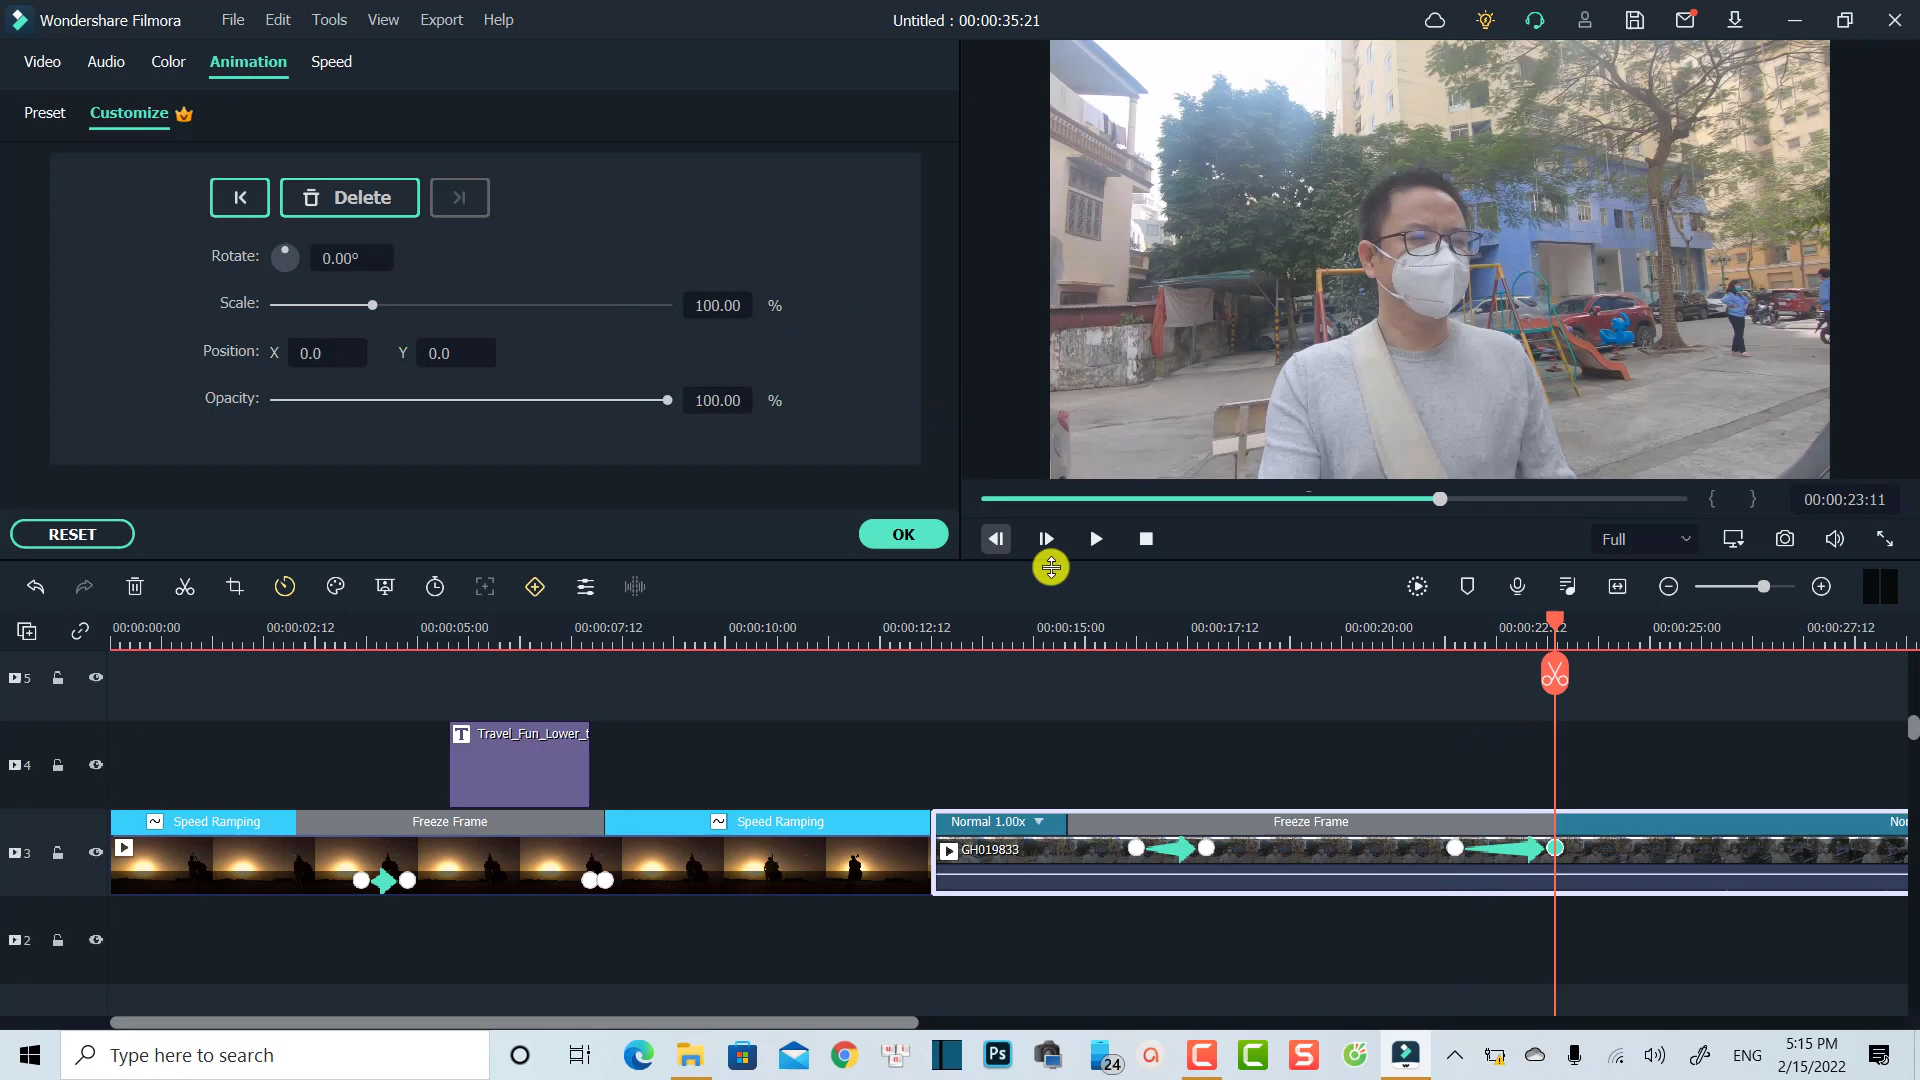 Wondershare Filmora File Edit Tools View Export Help Untitled : 00:00:35:21
Video Audio Color Animation Speed
Preset Customize
Delete
Rotate: 0.00º
Scale: 100.00 %
Position: X 0.0 Y 0.0
Opacity: 100.00 %
RESET OK
{ } 00:00:23:11
Full
00:00:00:00 00:00:02:12 00:00:05:00 00:00:07:12 00:00:10:00 00:00:12:12 00:00:15:00 00:00:17:12 00:00:20:00 00:00:22:12 00:00:25:00 00:00:27:12
5
T Travel_Fun_Lower_t
4
Speed Ramping Freeze Frame Speed Ramping Normal 1.00x Freeze Frame Nor
3 GH019833
2
Type here to search
Ps 24 C C S ENG
5:15 PM
2/15/2022